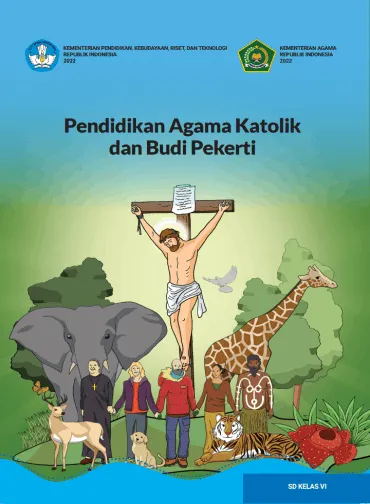 KEMENTERIAN PENDIDIKAN, KEBUDAYAAN, RISET, DAN TEKNOLOGI
REPUBLIK INDONESIA
2022
KEMENTERIAN AGAMA
REPUBLIK INDONESIA
2022
Pendidikan Agama Katolik
dan Budi Pekerti
SD KELAS VI